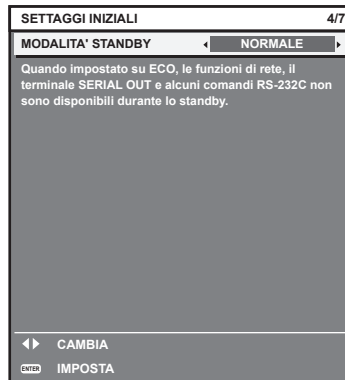 SETTAGGI INIZIALI 4/7
MODALITA' STANDBY NORMALE
Quando impostato su ECO, le funzioni di rete, il
terminale SERIAL OUT e alcuni comandi RS-232C non
sono disponibili durante lo standby.
CAMBIA
ENTER IMPOSTA